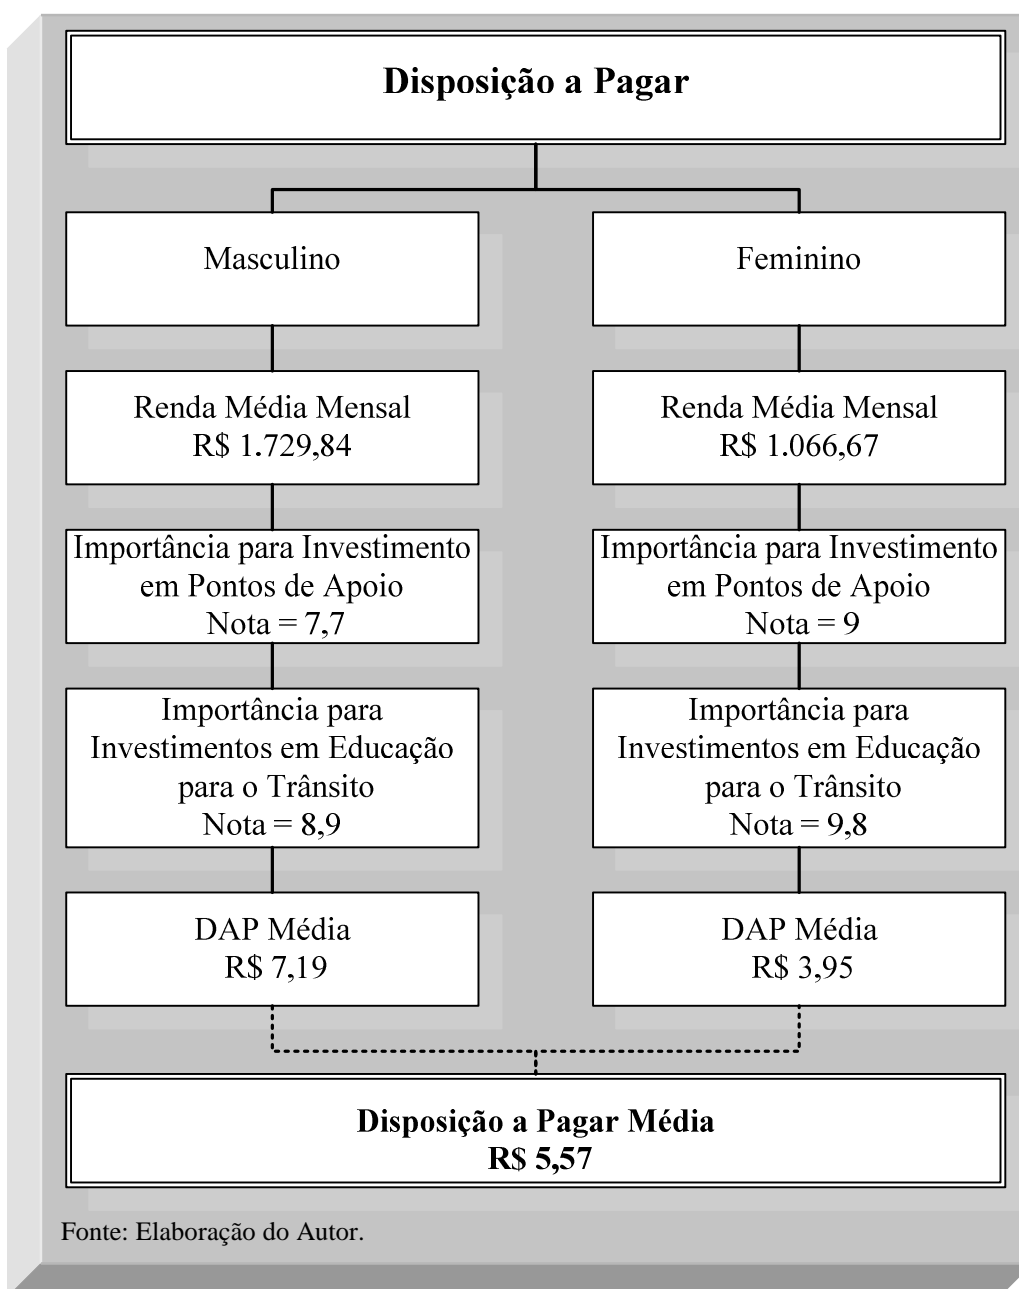 Disposição a Pagar
Masculino
Feminino
Renda Média Mensal
R$ 1.729,84
Renda Média Mensal
R$ 1.066,67
Importância para Investimento
em Pontos de Apoio
Nota = 7,7
Importância para Investimento
em Pontos de Apoio
Nota = 9
Importância para
Investimentos em Educação
para o Trânsito
Nota = 8,9
Importância para
Investimentos em Educação
para o Trânsito
Nota = 9,8
DAP Média
R$ 7,19
DAP Média
R$ 3,95
Disposição a Pagar Média
R$ 5,57
Fonte: Elaboração do Autor.